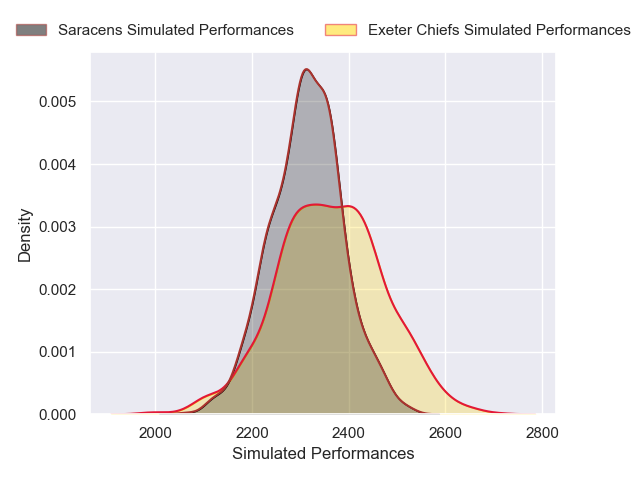 Saracens Simulated Performances
Exeter Chiefs Simulated Performances
Density
0.005
0.004
0.003
0.002
0.001
0.000
2000 2200 2400 2600 2800
Simulated Performances